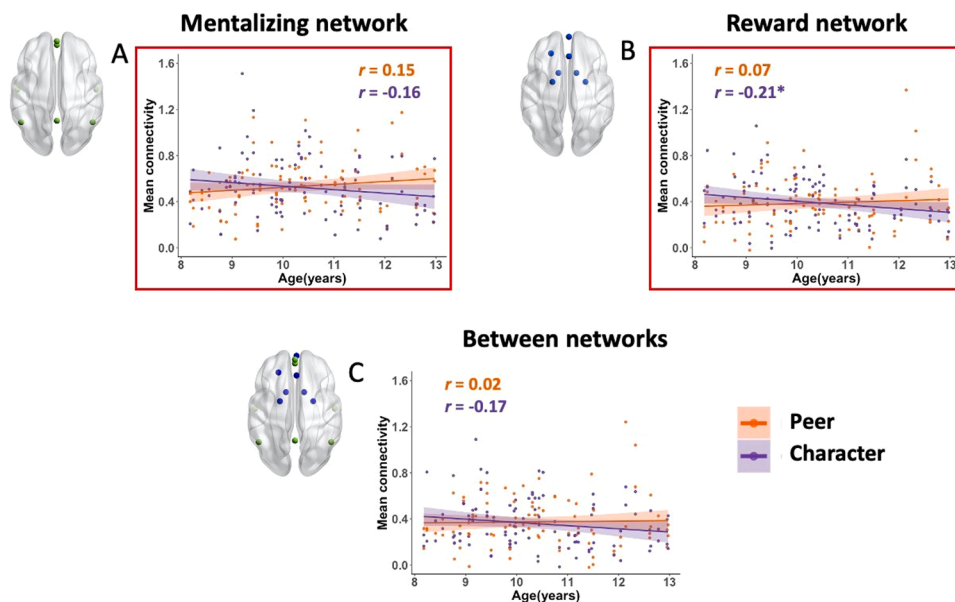 Mentalizing network
A
r = 0.15
r = -0.16
Mean connectivity
1.6
1.2
0.8
0.4
0.0
8 9 10 11 12 13
Age(years)
Reward network
B
r = 0.07
r = -0.21*
Mean connectivity
1.6
1.2
0.8
0.4
0.0
8 9 10 11 12 13
Age(years)
Between networks
C
r = 0.02
r = -0.17
Mean connectivity
1.6
1.2
0.8
0.4
0.0
8 9 10 11 12 13
Age(years)
Peer
Character